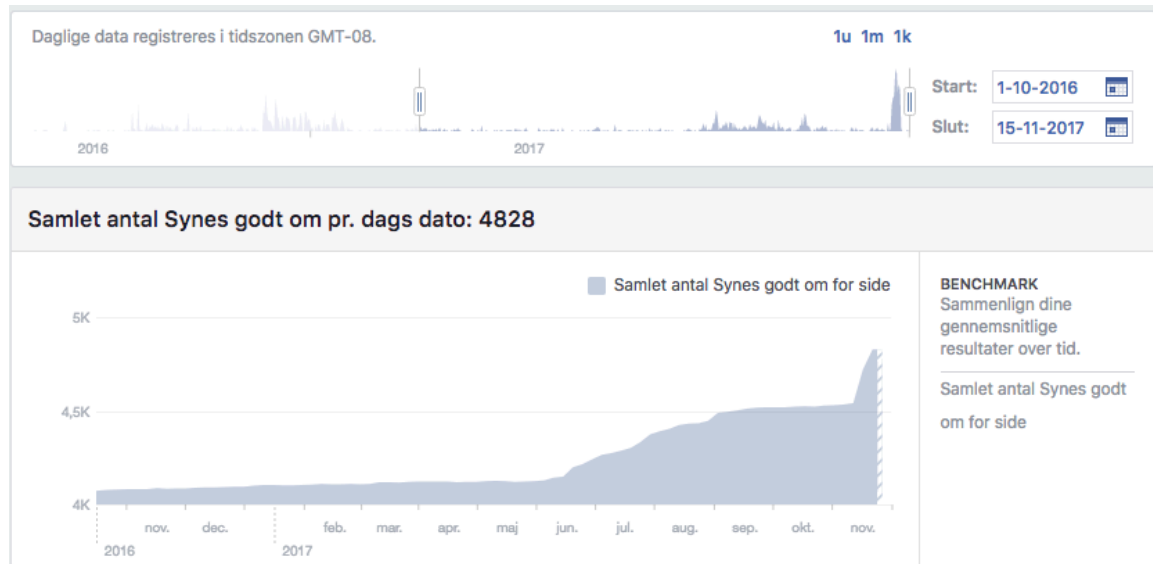 Daglige data registreres i tidszonen GMT-08.
1u 1m 1k
Start: 1-10-2016
Slut: 15-11-2017
2016 2017
Samlet antal Synes godt om pr. dags dato: 4828
Samlet antal Synes godt om for side
5K
4,5K
4K
nov. dec. feb. mar. apr. maj jun. jul. aug. sep. okt. nov.
2016 2017
BENCHMARK
Sammenlign dine
gennemsnitlige
resultater over tid.
Samlet antal Synes godt
om for side